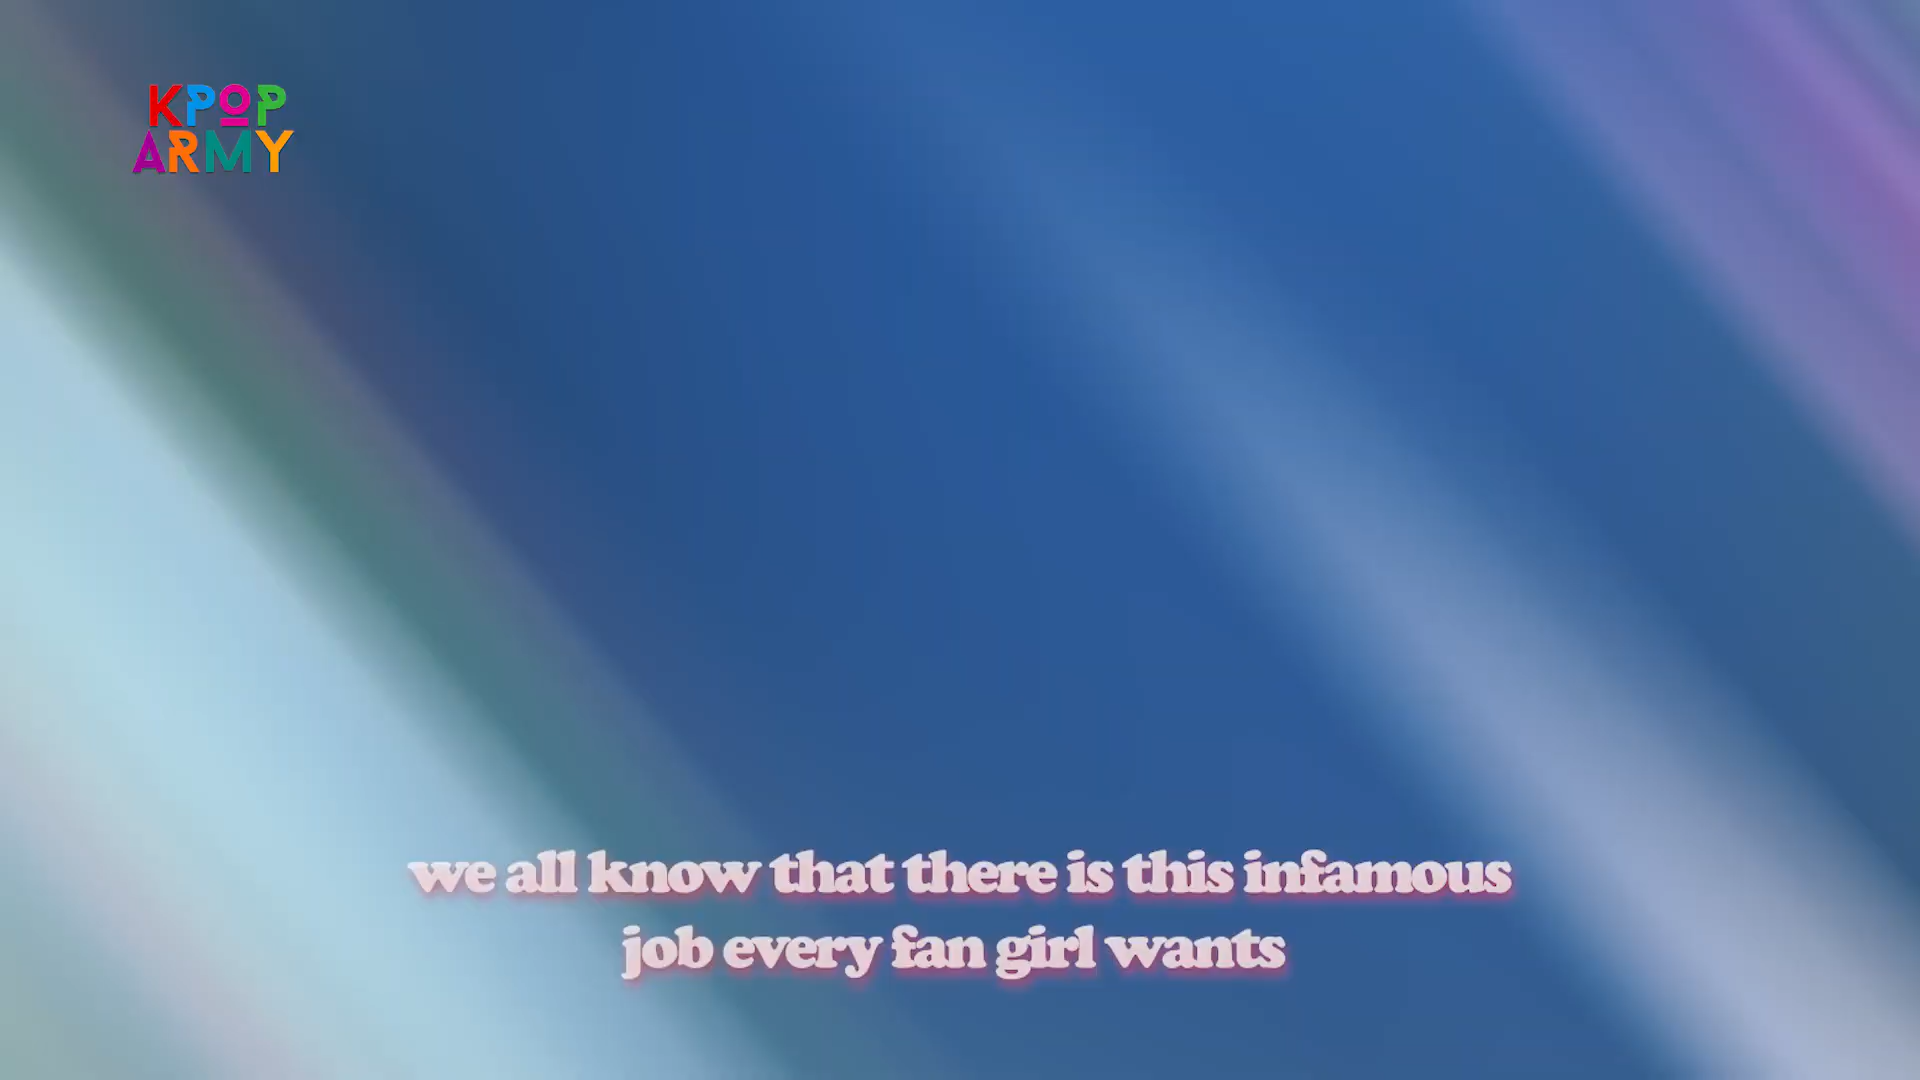 KPOP
ARMY
we all know that there is this infamous
job every fan girl wants